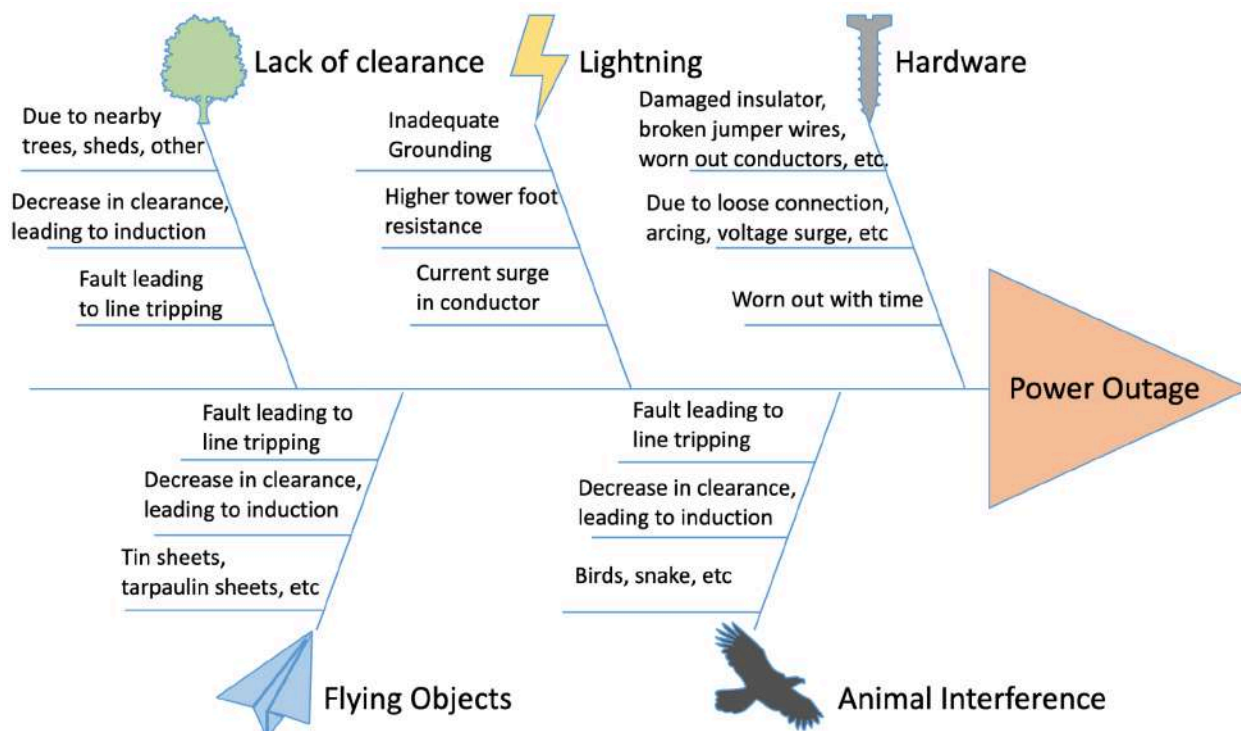 Lack of clearance
Due to nearby
trees, sheds, other
Decrease in clearance,
leading to induction
Fault leading
to line tripping
Lightning
Inadequate
Grounding
Higher tower foot
resistance
Current surge
in conductor
Hardware
Damaged insulator,
broken jumper wires,
worn out conductors, etc.
Due to loose connection,
arcing, voltage surge, etc
Worn out with time
Power Outage
Fault leading to
line tripping
Decrease in clearance,
leading to induction
Tin sheets,
tarpaulin sheets, etc
Flying Objects
Fault leading to
line tripping
Decrease in clearance,
leading to induction
Birds, snake, etc
Animal Interference